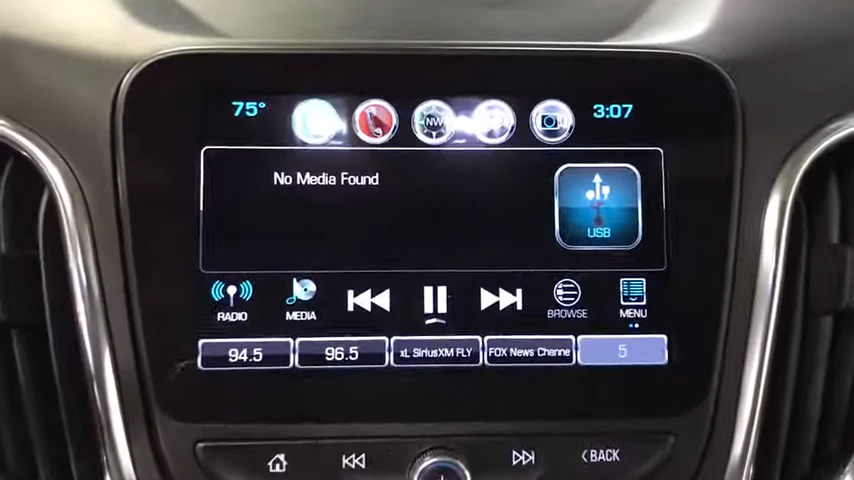 75°
NW
3:07
No Media Found
USB
RADIO
MEDIA
BROWSE
MENU
94.5
96.5
xL SiriusXM FLY
FOX News Channe
5
BACK